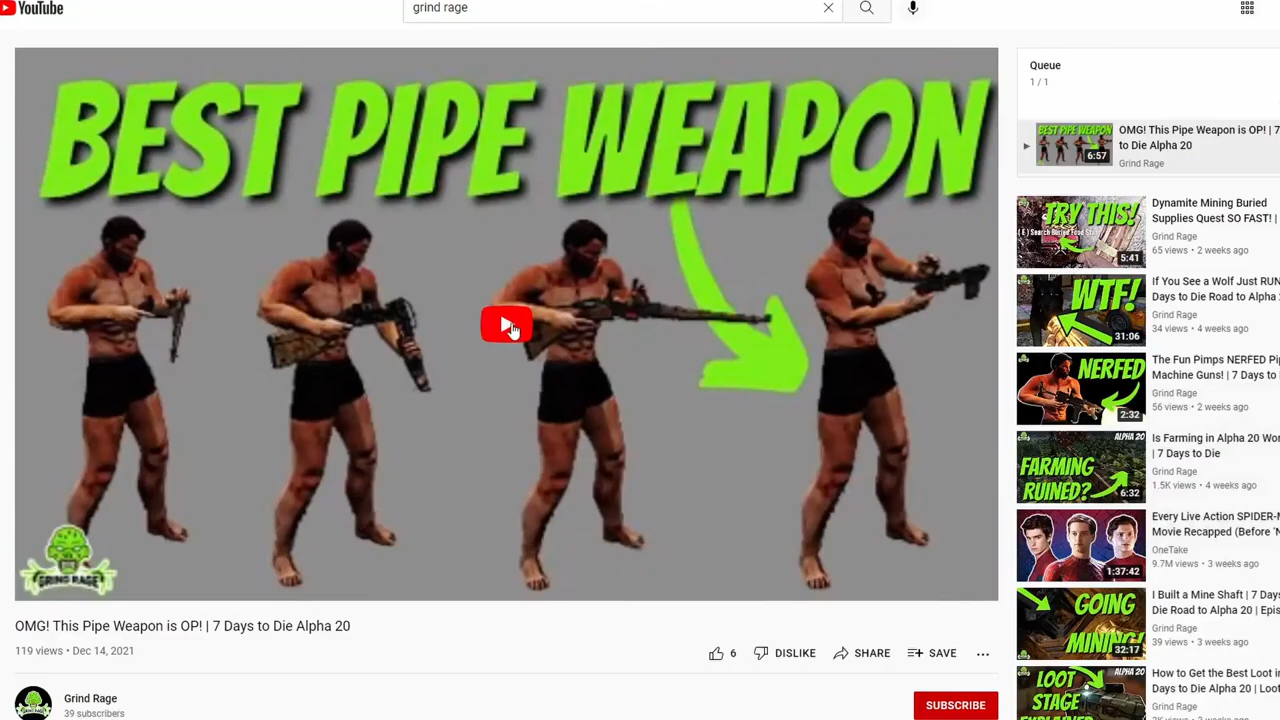 YouTube
grind rage
BEST PIPE WEAPON
GRIND RAGE
OMG! This Pipe Weapon is OP! | 7 Days to Die Alpha 20
119 views • Dec 14, 2021
6
DISLIKE
SHARE
SAVE
Grind Rage
39 subscribers
SUBSCRIBE
Queue
1 / 1
BEST PIPE WEAPON
6:57
OMG! This Pipe Weapon is OP! | 7
to Die Alpha 20
Grind Rage
TRY THIS!
5:41
Dynamite Mining Buried
Supplies Quest SO FAST! |
Grind Rage
65 views • 2 weeks ago
WTF!
31:06
If You See a Wolf Just RUN
Days to Die Road to Alpha
Grind Rage
34 views • 4 weeks ago
NERFED
2:32
The Fun Pimps NERFED
Machine Guns! | 7 Days to
Grind Rage
56 views • 2 weeks ago
ALPHA 20
FARMING
RUINED?
6:32
Is Farming in Alpha 20
| 7 Days to Die
Grind Rage
1.5K views • 4 weeks ago
1:37:42
Every Live Action
Movie Recapped (Before
OneTake
9.7M views • 3 weeks ago
GOING
MINING!
32:17
I Built a Mine Shaft | 7
Die Road to Alpha 20 |
Grind Rage
39 views • 3 weeks ago
ALPHA 20
LOOT
STAGE
How to Get the Best Loot
Days to Die Alpha 20 |
Grind Rage